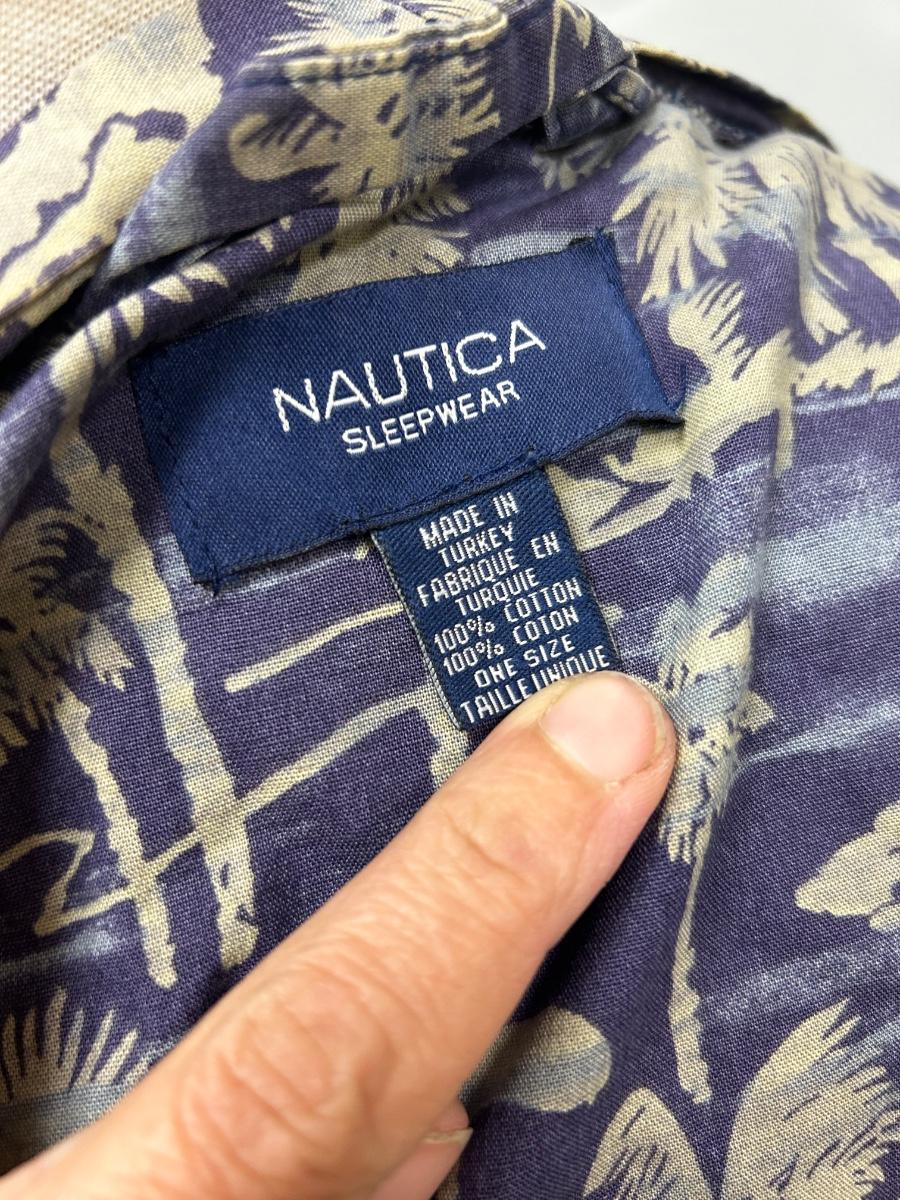 NAUTICA
SLEEPWEAR
MADE IN
TURKEY
FABRIQUE EN
TURQUIE
100% COTTON
100% COTON
ONE SIZE
TAILLE UNIQUE